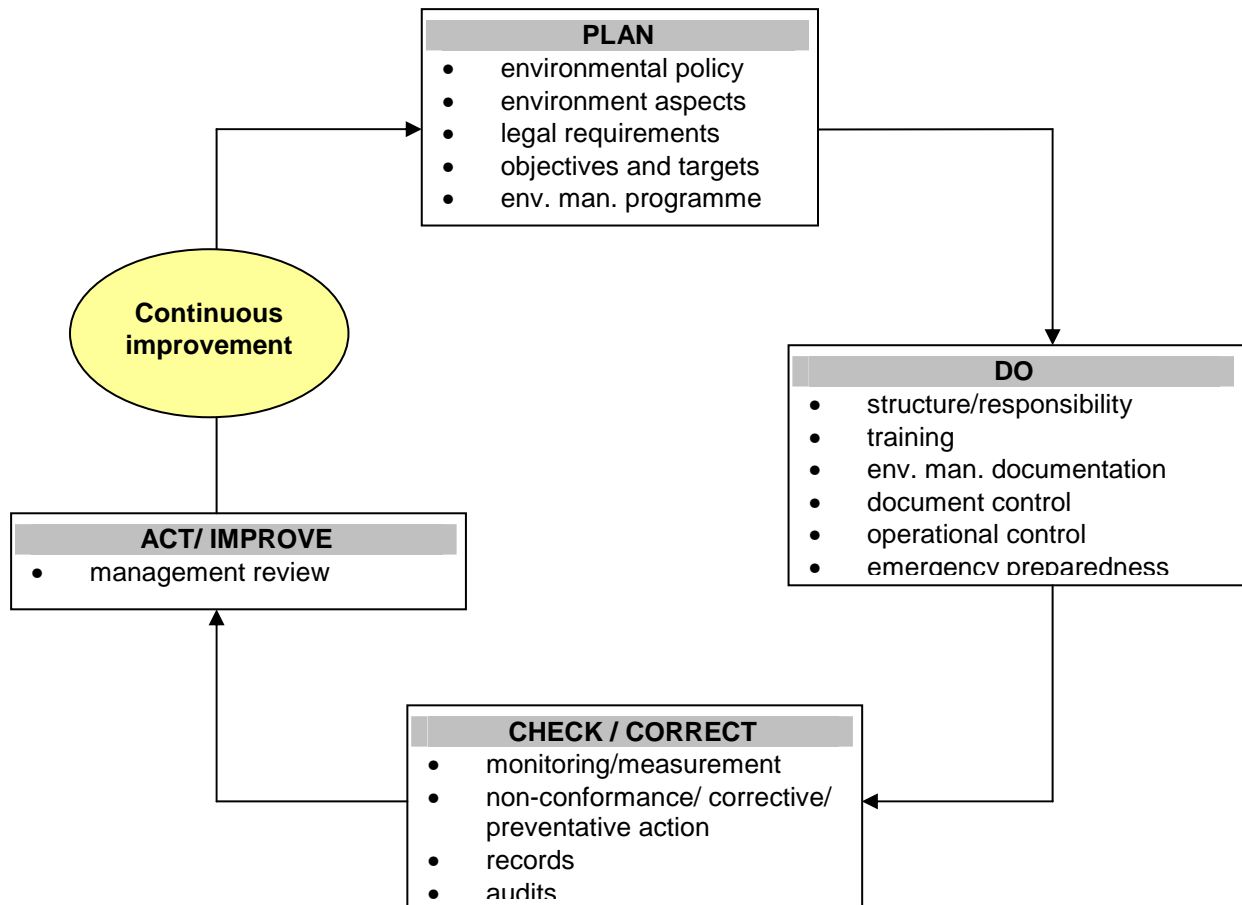 PLAN
• environmental policy
• environment aspects
• legal requirements
• objectives and targets
• env. man. programme
Continuous
improvement
DO
• structure/responsibility
• training
• env. man. documentation
• document control
• operational control
• emergency preparedness
ACT/ IMPROVE
• management review
CHECK / CORRECT
• monitoring/measurement
• non-conformance/ corrective/
preventative action
• records
• audits